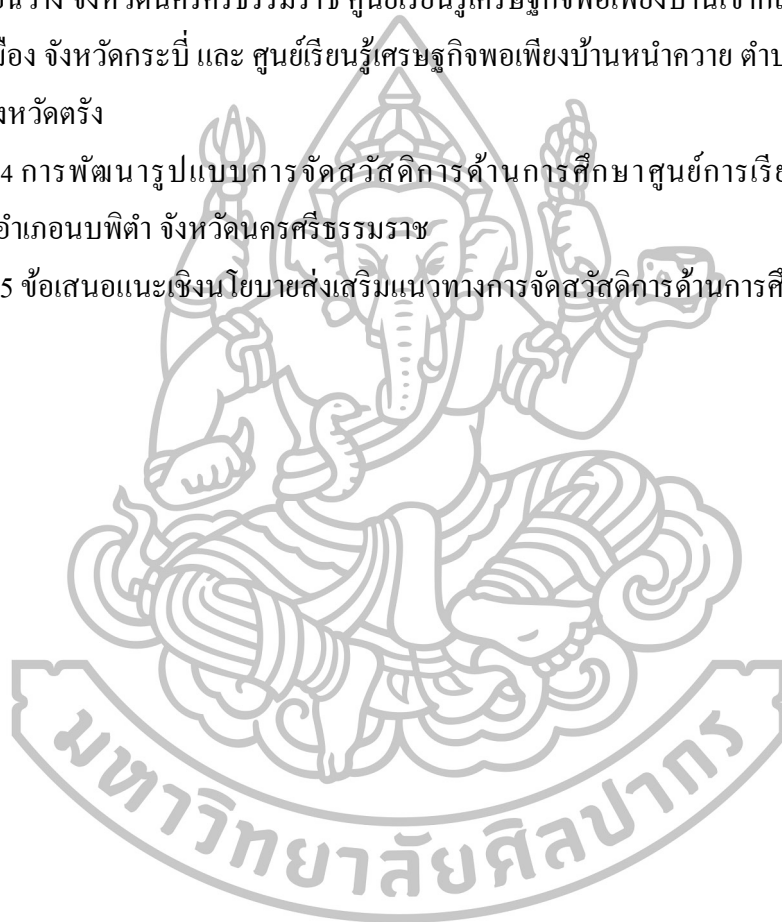 จังหวัดนครศรีธรรมราช ศูนย์เรียนรู้เศรษฐกิจพอเพียงบ้าน
มือง จังหวัดกระบี่ และ ศูนย์เรียนรู้เศรษฐกิจพอเพียงบ้านหนำควาย ตำบ
งหวัดตรัง
4 การพัฒนารูปแบบการจัดสวัสดิการด้านการศึกษาศูนย์การเรีย
อำเภอนบพิตำ จังหวัดนครศรีธรรมราช
5 ข้อเสนอแนะเชิงนโยบายส่งเสริมแนวทางการจัดสวัสดิการด้านการศึ
มหาวิทยาลัยศิลปากร